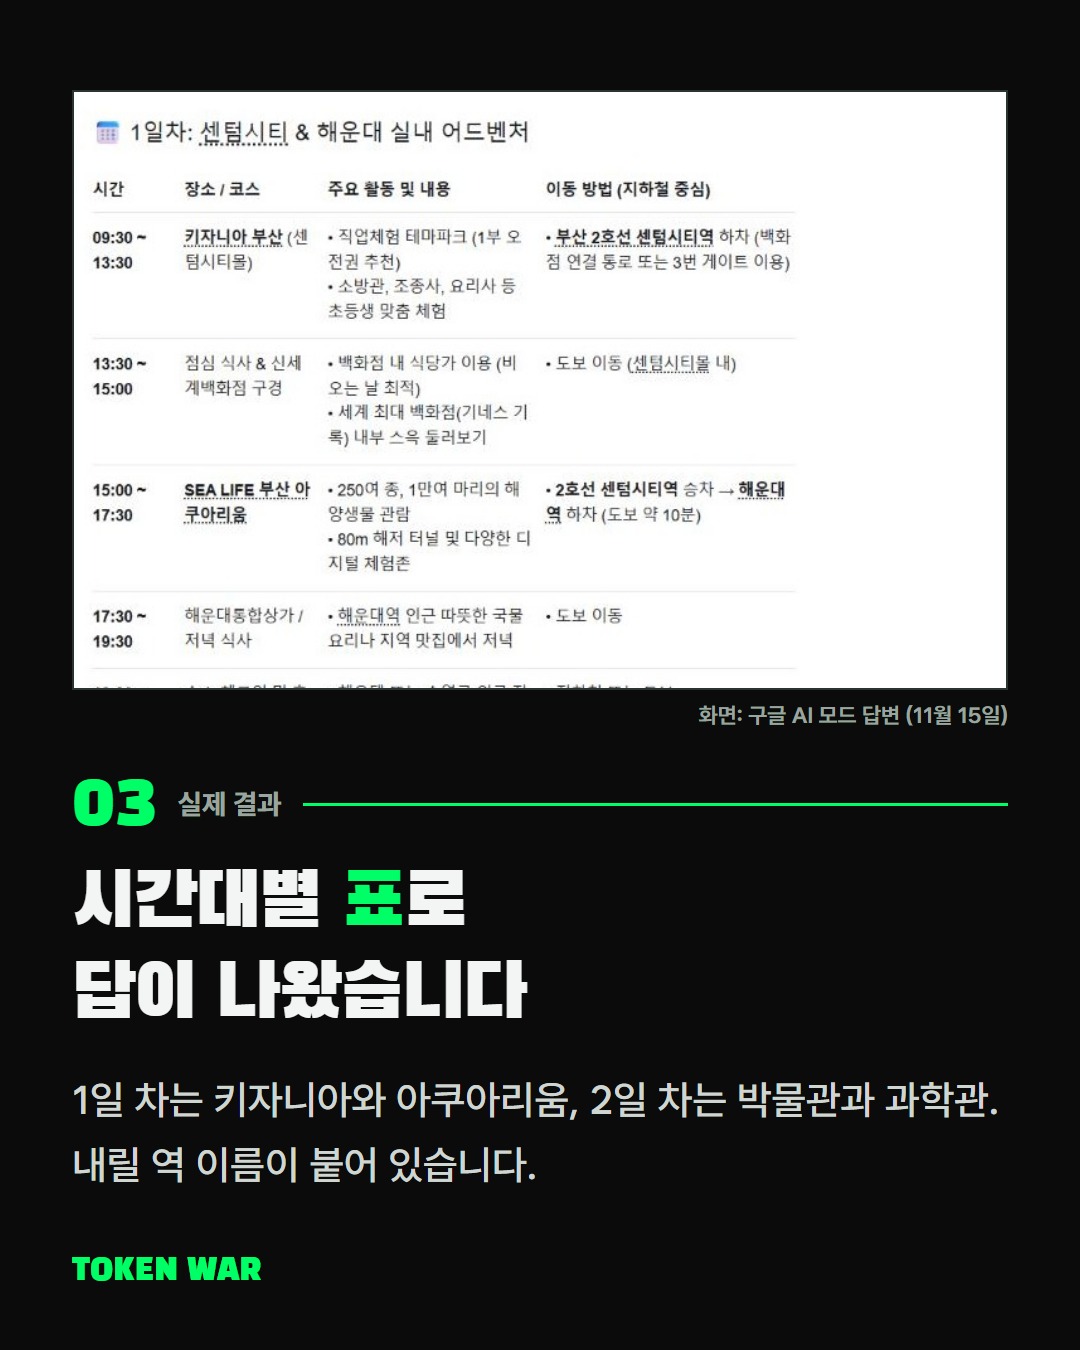 1일차: 센텀시티 & 해운대 실내 어드벤처
시간 장소 / 코스 주요 활동 및 내용 이동 방법 (지하철 중심)
09:30 ~
13:30
키자니아 부산 (센
텀시티몰)
• 직업체험 테마파크 (1부 오
전권 추천)
• 소방관, 조종사, 요리사 등
초등생 맞춤 체험
• 부산 2호선 센텀시티역 하차 (백화
점 연결 통로 또는 3번 게이트 이용)
13:30 ~
15:00
점심 식사 & 신세
계백화점 구경
• 백화점 내 식당가 이용 (비
오는 날 최적)
• 세계 최대 백화점(기네스 기
록) 내부 스윽 둘러보기
• 도보 이동 (센텀시티몰 내)
15:00 ~
17:30
SEA LIFE 부산 아
쿠아리움
• 250여 종, 1만여 마리의 해
양생물 관람
• 80m 해저 터널 및 다양한 디
지털 체험존
• 2호선 센텀시티역 승차 → 해운대
역 하차 (도보 약 10분)
17:30 ~
19:30
해운대통합상가 /
저녁 식사
• 해운대역 인근 따뜻한 국물
요리나 지역 맛집에서 저녁
• 도보 이동
화면: 구글 AI 모드 답변 (11월 15일)
03 실제 결과
시간대별 표로
답이 나왔습니다
1일 차는 키자니아와 아쿠아리움, 2일 차는 박물관과 과학관.
내릴 역 이름이 붙어 있습니다.
TOKEN WAR